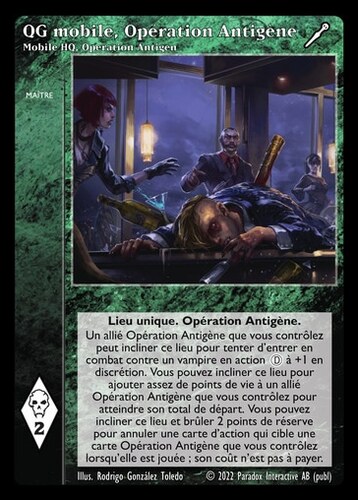 QG mobile, Opération Antigène
Mobile HQ, Operation Antigen
MAÎTRE
Lieu unique. Opération Antigène.
Un allié Opération Antigène que vous contrôlez
peut incliner ce lieu pour tenter d'entrer en
combat contre un vampire en action Ⓓ à +1 en
discrétion. Vous pouvez incliner ce lieu pour
ajouter assez de points de vie à un allié
Opération Antigène que vous contrôlez pour
atteindre son total de départ. Vous pouvez
incliner ce lieu et brûler 2 points de réserve
pour annuler une carte d'action qui cible une
carte Opération Antigène que vous contrôlez
lorsqu'elle est jouée ; son coût n'est pas à payer.
2
Illus. Rodrigo González Toledo © 2022 Paradox Interactive AB (publ)